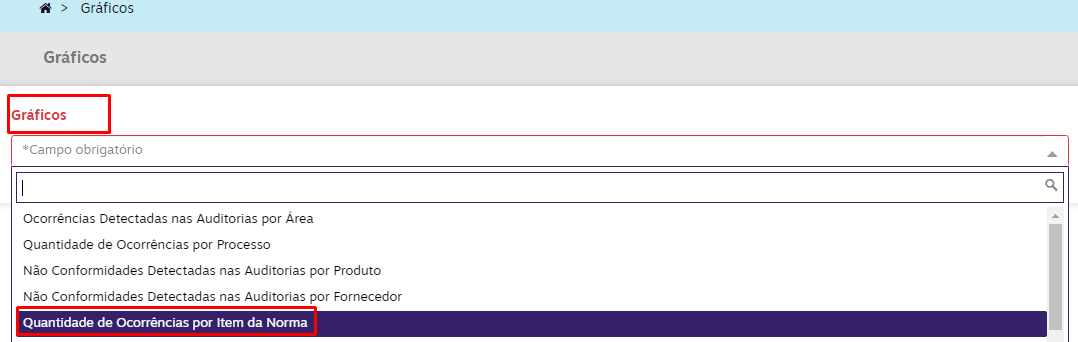 > Gráficos
Gráficos
Gráficos
*Campo obrigatório
Ocorrências Detectadas nas Auditorias por Área
Quantidade de Ocorrências por Processo
Não Conformidades Detectadas nas Auditorias por Produto
Não Conformidades Detectadas nas Auditorias por Fornecedor
Quantidade de Ocorrências por Item da Norma